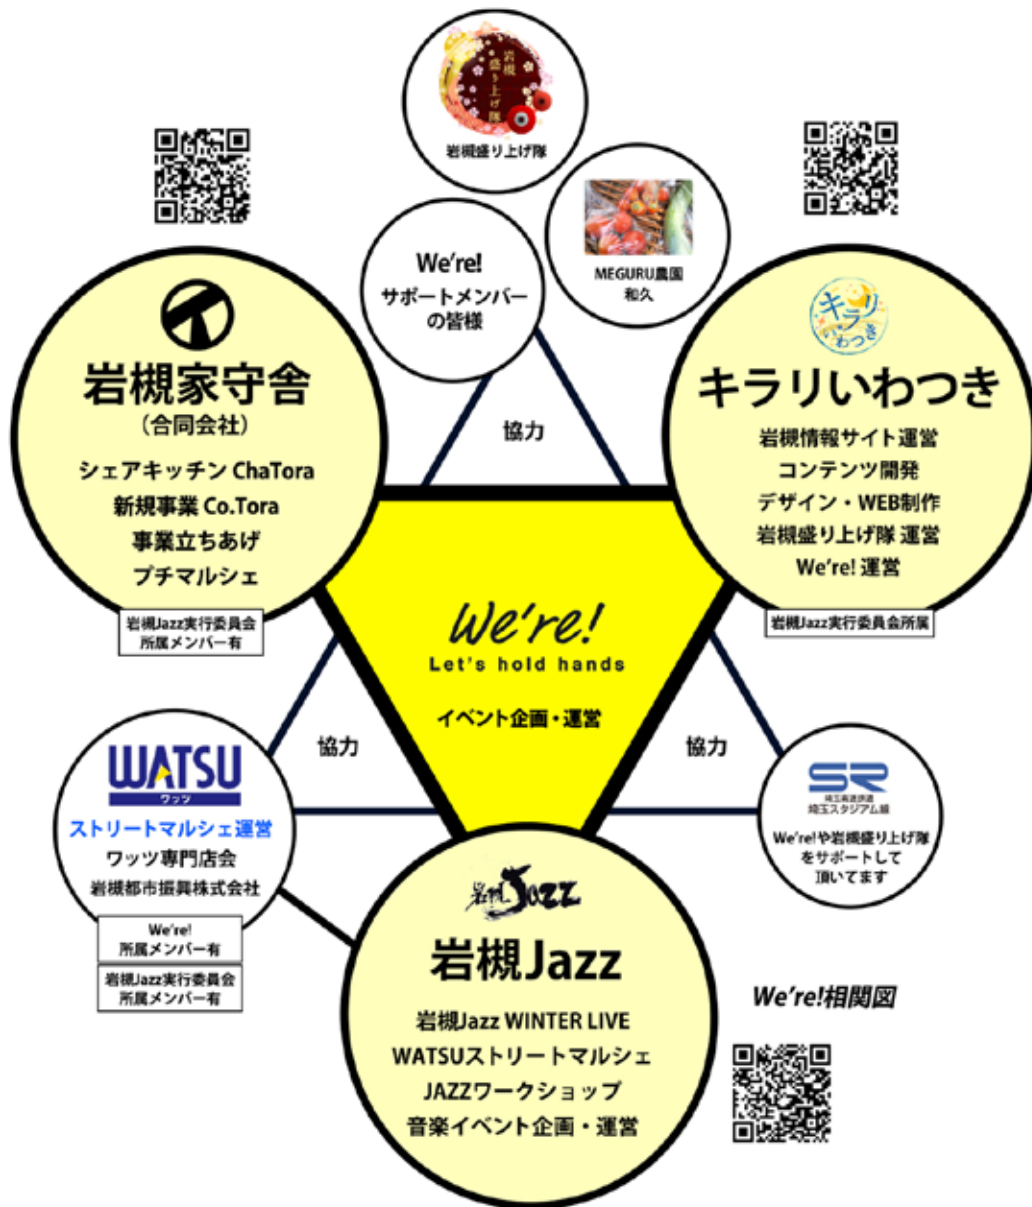 岩槻
盛り上げ隊
岩槻盛り上げ隊
MEGURU農園
和久
We're!
サポートメンバー
の皆様
協力
岩槻家守舎
(合同会社)
シェアキッチン ChaTora
新規事業 Co.Tora
事業立ちあげ
プチマルシェ
岩槻Jazz実行委員会
所属メンバー有
キラリ
いわつき
キラリいわつき
岩槻情報サイト運営
コンテンツ開発
デザイン・WEB制作
岩槻盛り上げ隊 運営
We're! 運営
岩槻Jazz実行委員会所属
We're!
Let's hold hands
イベント企画・運営
協力
協力
WATSU
ワッツ
ストリートマルシェ運営
ワッツ専門店会
岩槻都市振興株式会社
We're!
所属メンバー有
岩槻Jazz実行委員会
所属メンバー有
SR
埼玉高速鉄道
埼玉スタジアム線
We're!や岩槻盛り上げ隊
をサポートして
頂いてます
岩槻Jazz
岩槻Jazz
岩槻Jazz WINTER LIVE
WATSUストリートマルシェ
JAZZワークショップ
音楽イベント企画・運営
We're!相関図